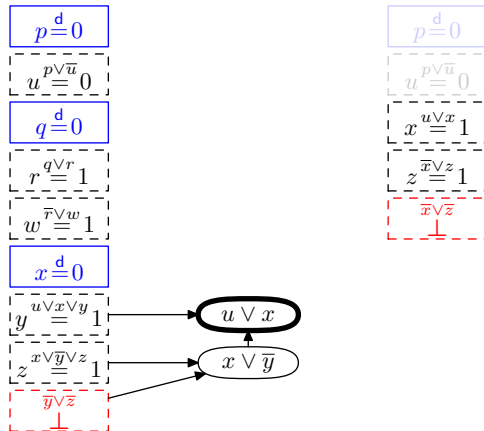 p =ᵈ 0
u =^{p∨u̅} 0
q =ᵈ 0
r =^{q∨r} 1
w =^{r̅∨w} 1
x =ᵈ 0
y =^{u∨x∨y} 1
z =^{x∨y̅∨z} 1
y̅∨z̅
⊥
u ∨ x
x ∨ y̅
p =ᵈ 0
u =^{p∨u̅} 0
x =^{u∨x} 1
z =^{x̅∨z} 1
x̅∨z̅
⊥